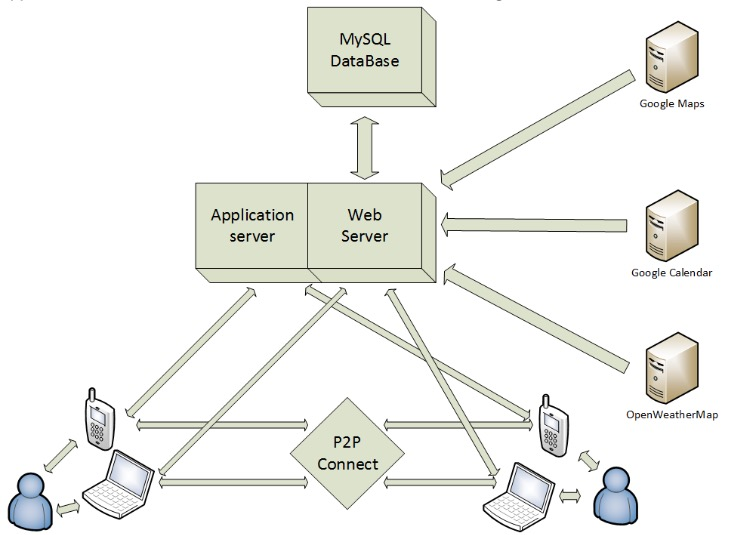 MySQL
DataBase
Google Maps
Application
server
Web
Server
Google Calendar
OpenWeatherMap
P2P
Connect